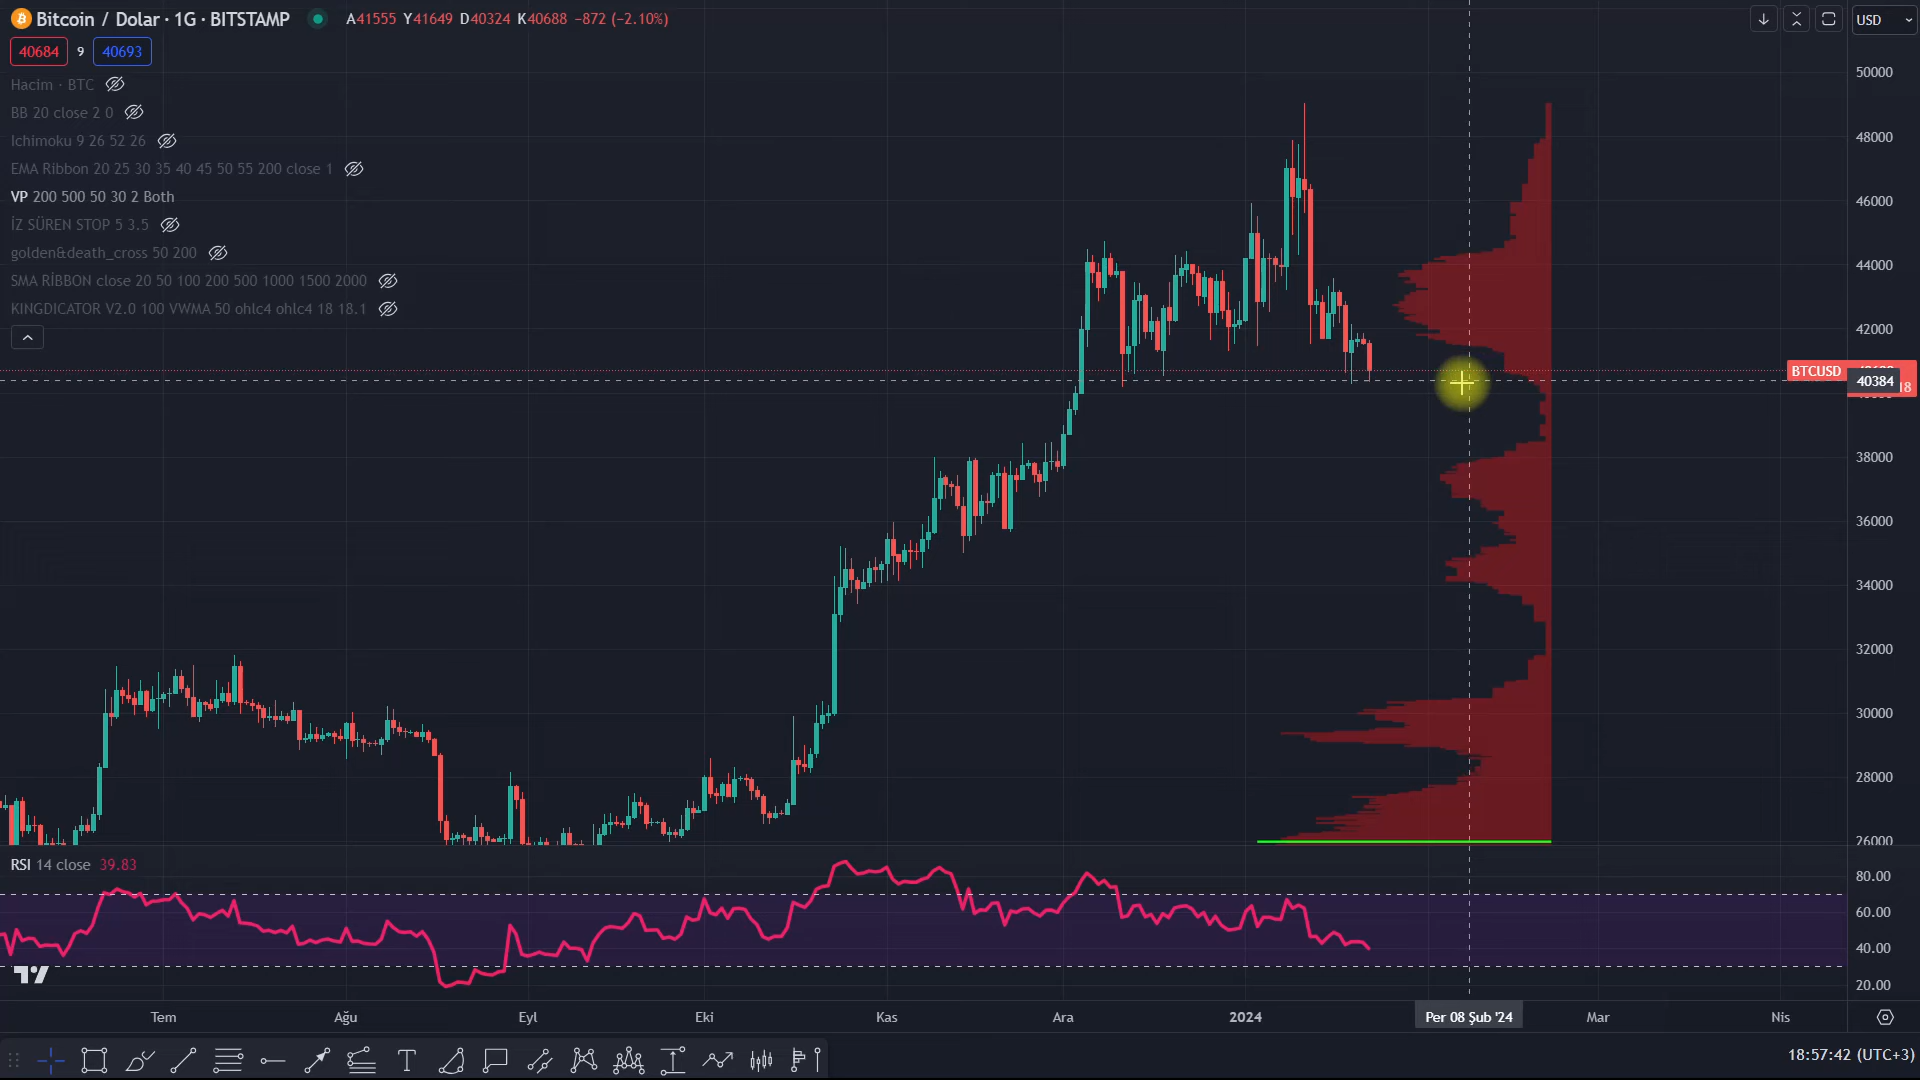 Bitcoin / Dolar · 1G · BITSTAMP A41555 Y41649 D40324 K40688 −872 (−2.10%)
USD
40684 9 40693
Hacim · BTC
BB 20 close 2 0
Ichimoku 9 26 52 26
EMA Ribbon 20 25 30 35 40 45 50 55 200 close 1
VP 200 500 50 30 2 Both
İZ SÜREN STOP 5 3.5
golden&death_cross 50 200
SMA RİBBON close 20 50 100 200 500 1000 1500 2000
KINGDICATOR V2.0 100 VWMA 50 ohlc4 ohlc4 18 18.1
50000
48000
46000
44000
42000
BTCUSD
40384
18
38000
36000
34000
32000
30000
28000
26000
RSI 14 close 39.83
80.00
60.00
40.00
20.00
Tem Ağu Eyl Eki Kas Ara 2024 Per 08 Şub '24 Mar Nis
18:57:42 (UTC+3)